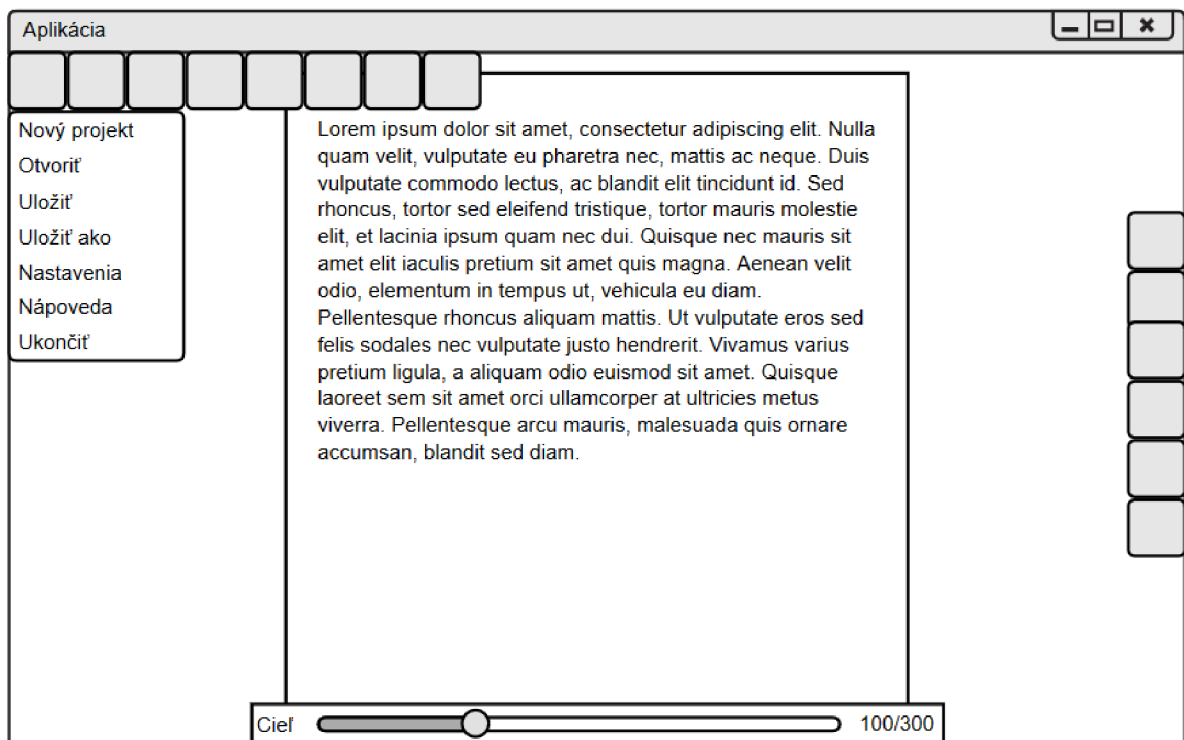 Aplikácia
Nový projekt
Otvoriť
Uložiť
Uložiť ako
Nastavenia
Nápoveda
Ukončiť
Lorem ipsum dolor sit amet, consectetur adipiscing elit. Nulla
quam velit, vulputate eu pharetra nec, mattis ac neque. Duis
vulputate commodo lectus, ac blandit elit tincidunt id. Sed
rhoncus, tortor sed eleifend tristique, tortor mauris molestie
elit, et lacinia ipsum quam nec dui. Quisque nec mauris sit
amet elit iaculis pretium sit amet quis magna. Aenean velit
odio, elementum in tempus ut, vehicula eu diam.
Pellentesque rhoncus aliquam mattis. Ut vulputate eros sed
felis sodales nec vulputate justo hendrerit. Vivamus varius
pretium ligula, a aliquam odio euismod sit amet. Quisque
laoreet sem sit amet orci ullamcorper at ultricies metus
viverra. Pellentesque arcu mauris, malesuada quis ornare
accumsan, blandit sed diam.
Cieľ 100/300